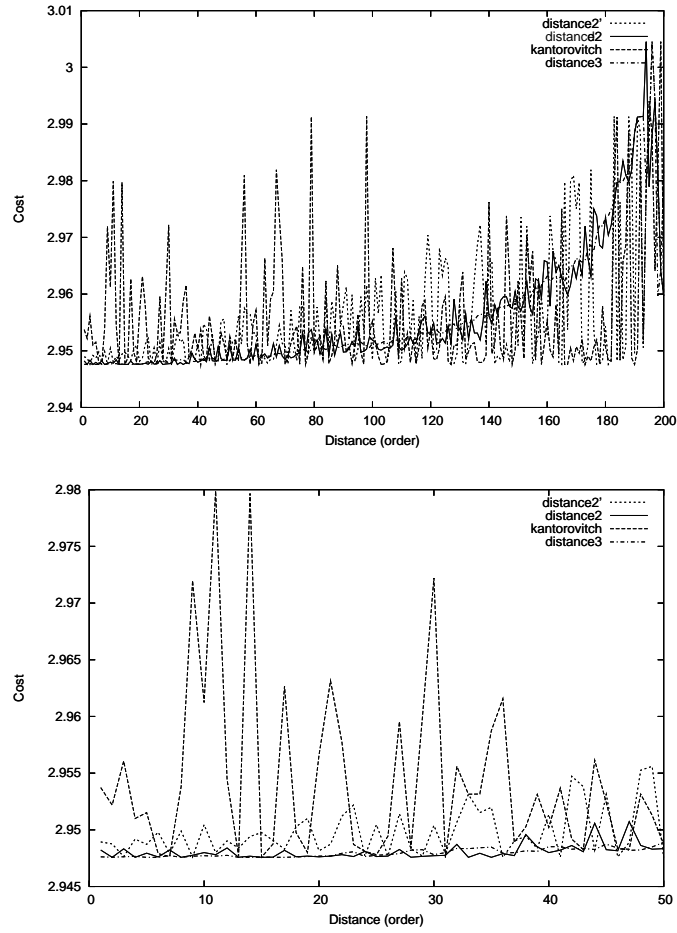 3.01
3
2.99
2.98
2.97
2.96
2.95
2.94
Cost
0
20
40
60
80
100
120
140
160
180
200
Distance (order)
distance2'
distance2
kantorovitch
distance3
2.98
2.975
2.97
2.965
2.96
2.955
2.95
2.945
Cost
0
10
20
30
40
50
Distance (order)
distance2'
distance2
kantorovitch
distance3